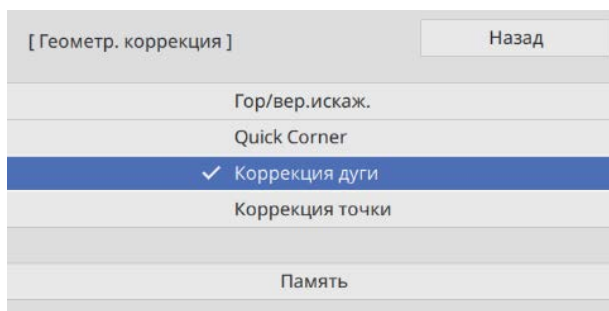 [ Геометр. коррекция ] Назад
Гор/вер.искаж.
Quick Corner
Коррекция дуги
Коррекция точки
Память